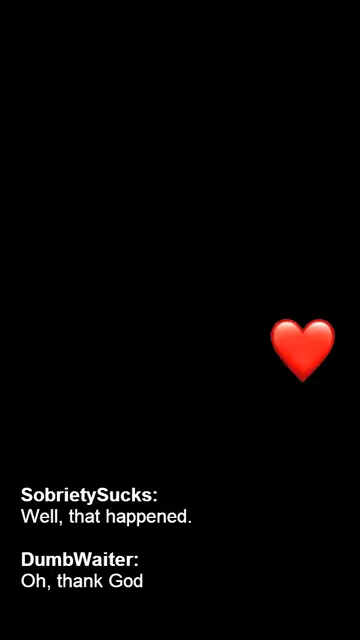 SobrietySucks:
Well, that happened.
DumbWaiter:
Oh, thank God